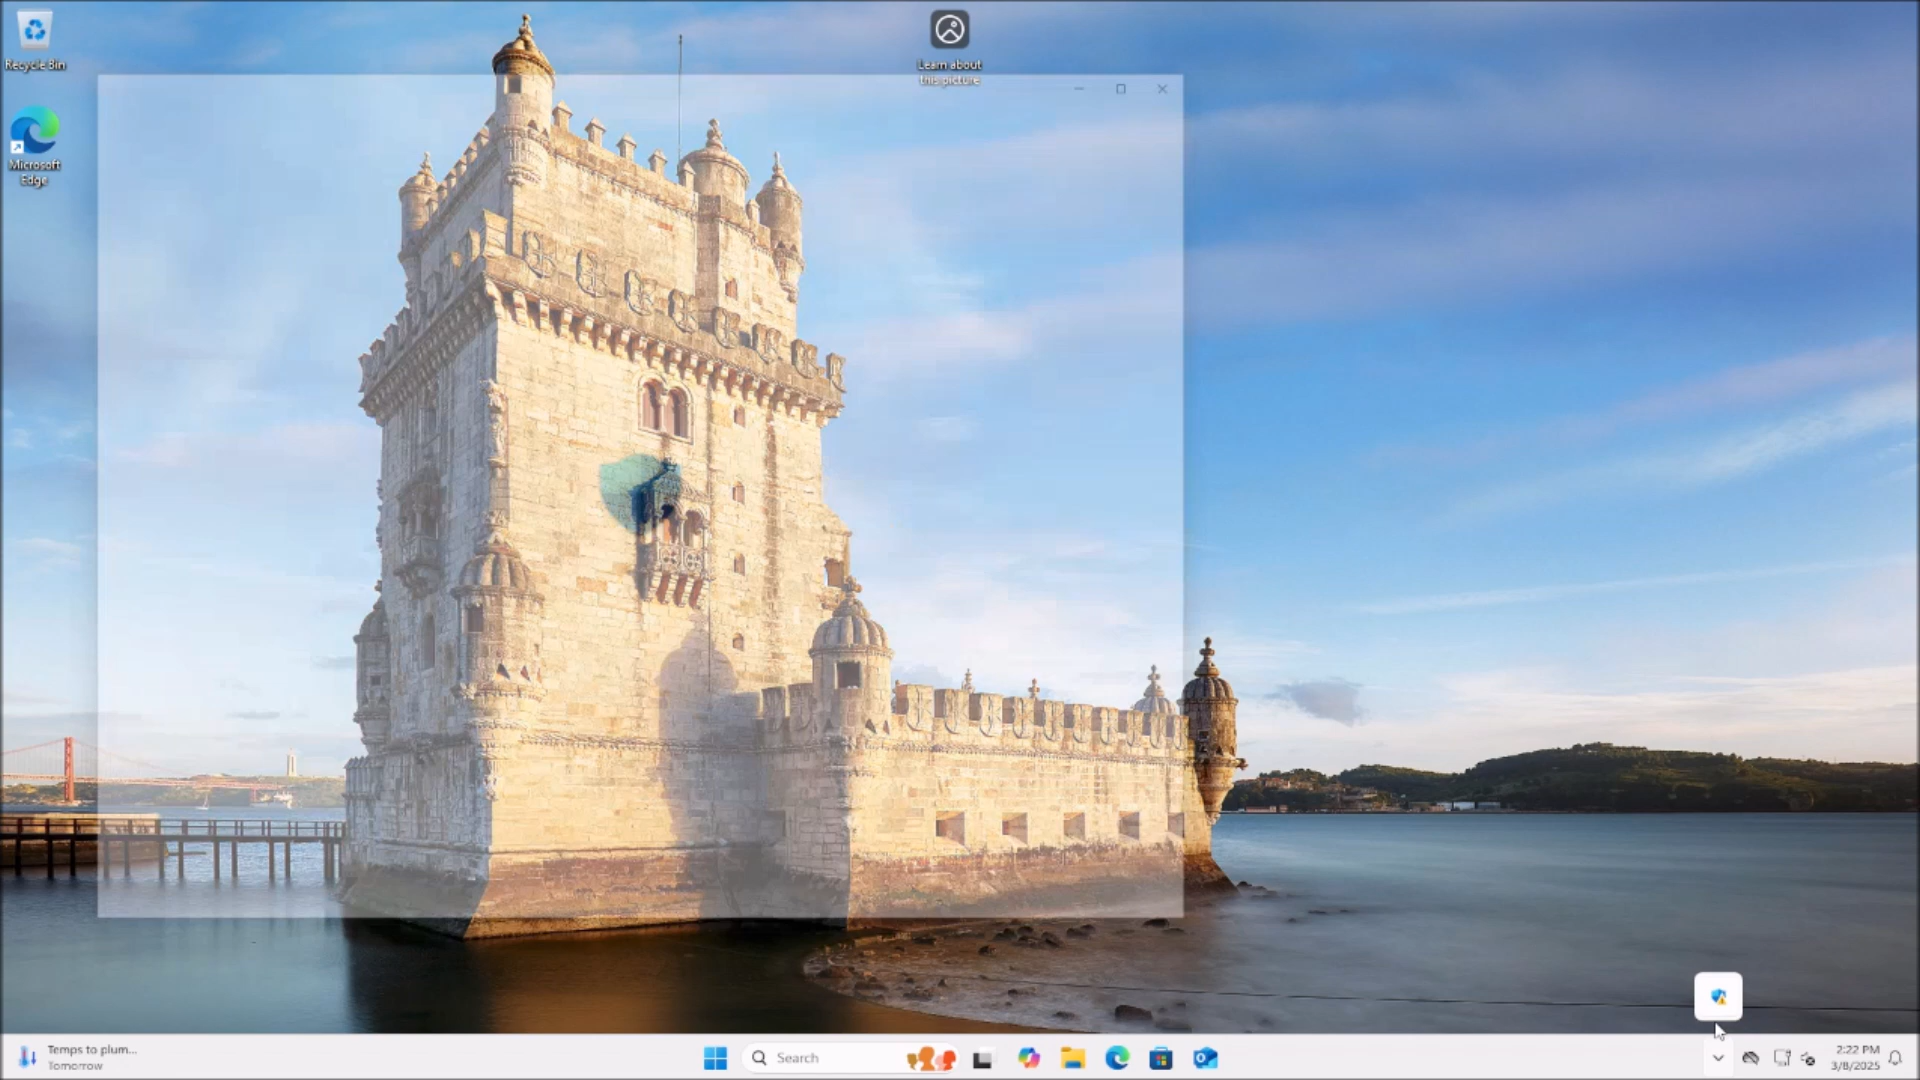 Recycle Bin
Learn about
this picture
Microsoft
Edge
Temps to plum...
Tomorrow
Search
2:22 PM
3/8/2025